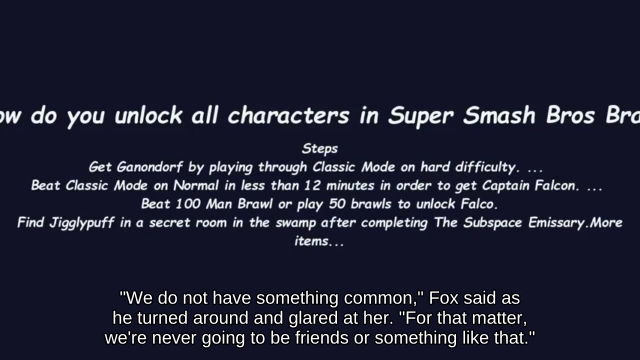 ow do you unlock all characters in Super Smash Bros Bra
Steps
Get Ganondorf by playing through Classic Mode on hard difficulty. ...
Beat Classic Mode on Normal in less than 12 minutes in order to get Captain Falcon. ...
Beat 100 Man Brawl or play 50 brawls to unlock Falco.
Find Jigglypuff in a secret room in the swamp after completing The Subspace Emissary.More
items...
"We do not have something common," Fox said as
he turned around and glared at her. "For that matter,
we're never going to be friends or something like that."